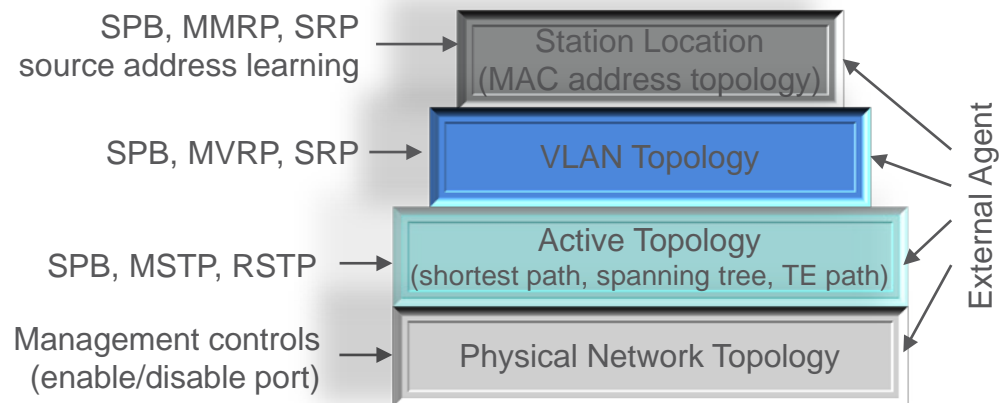 SPB, MMRP, SRP
source address learning
Station Location
(MAC address topology)
SPB, MVRP, SRP
VLAN Topology
SPB, MSTP, RSTP
Active Topology
(shortest path, spanning tree, TE path)
Management controls
(enable/disable port)
Physical Network Topology
External Agent